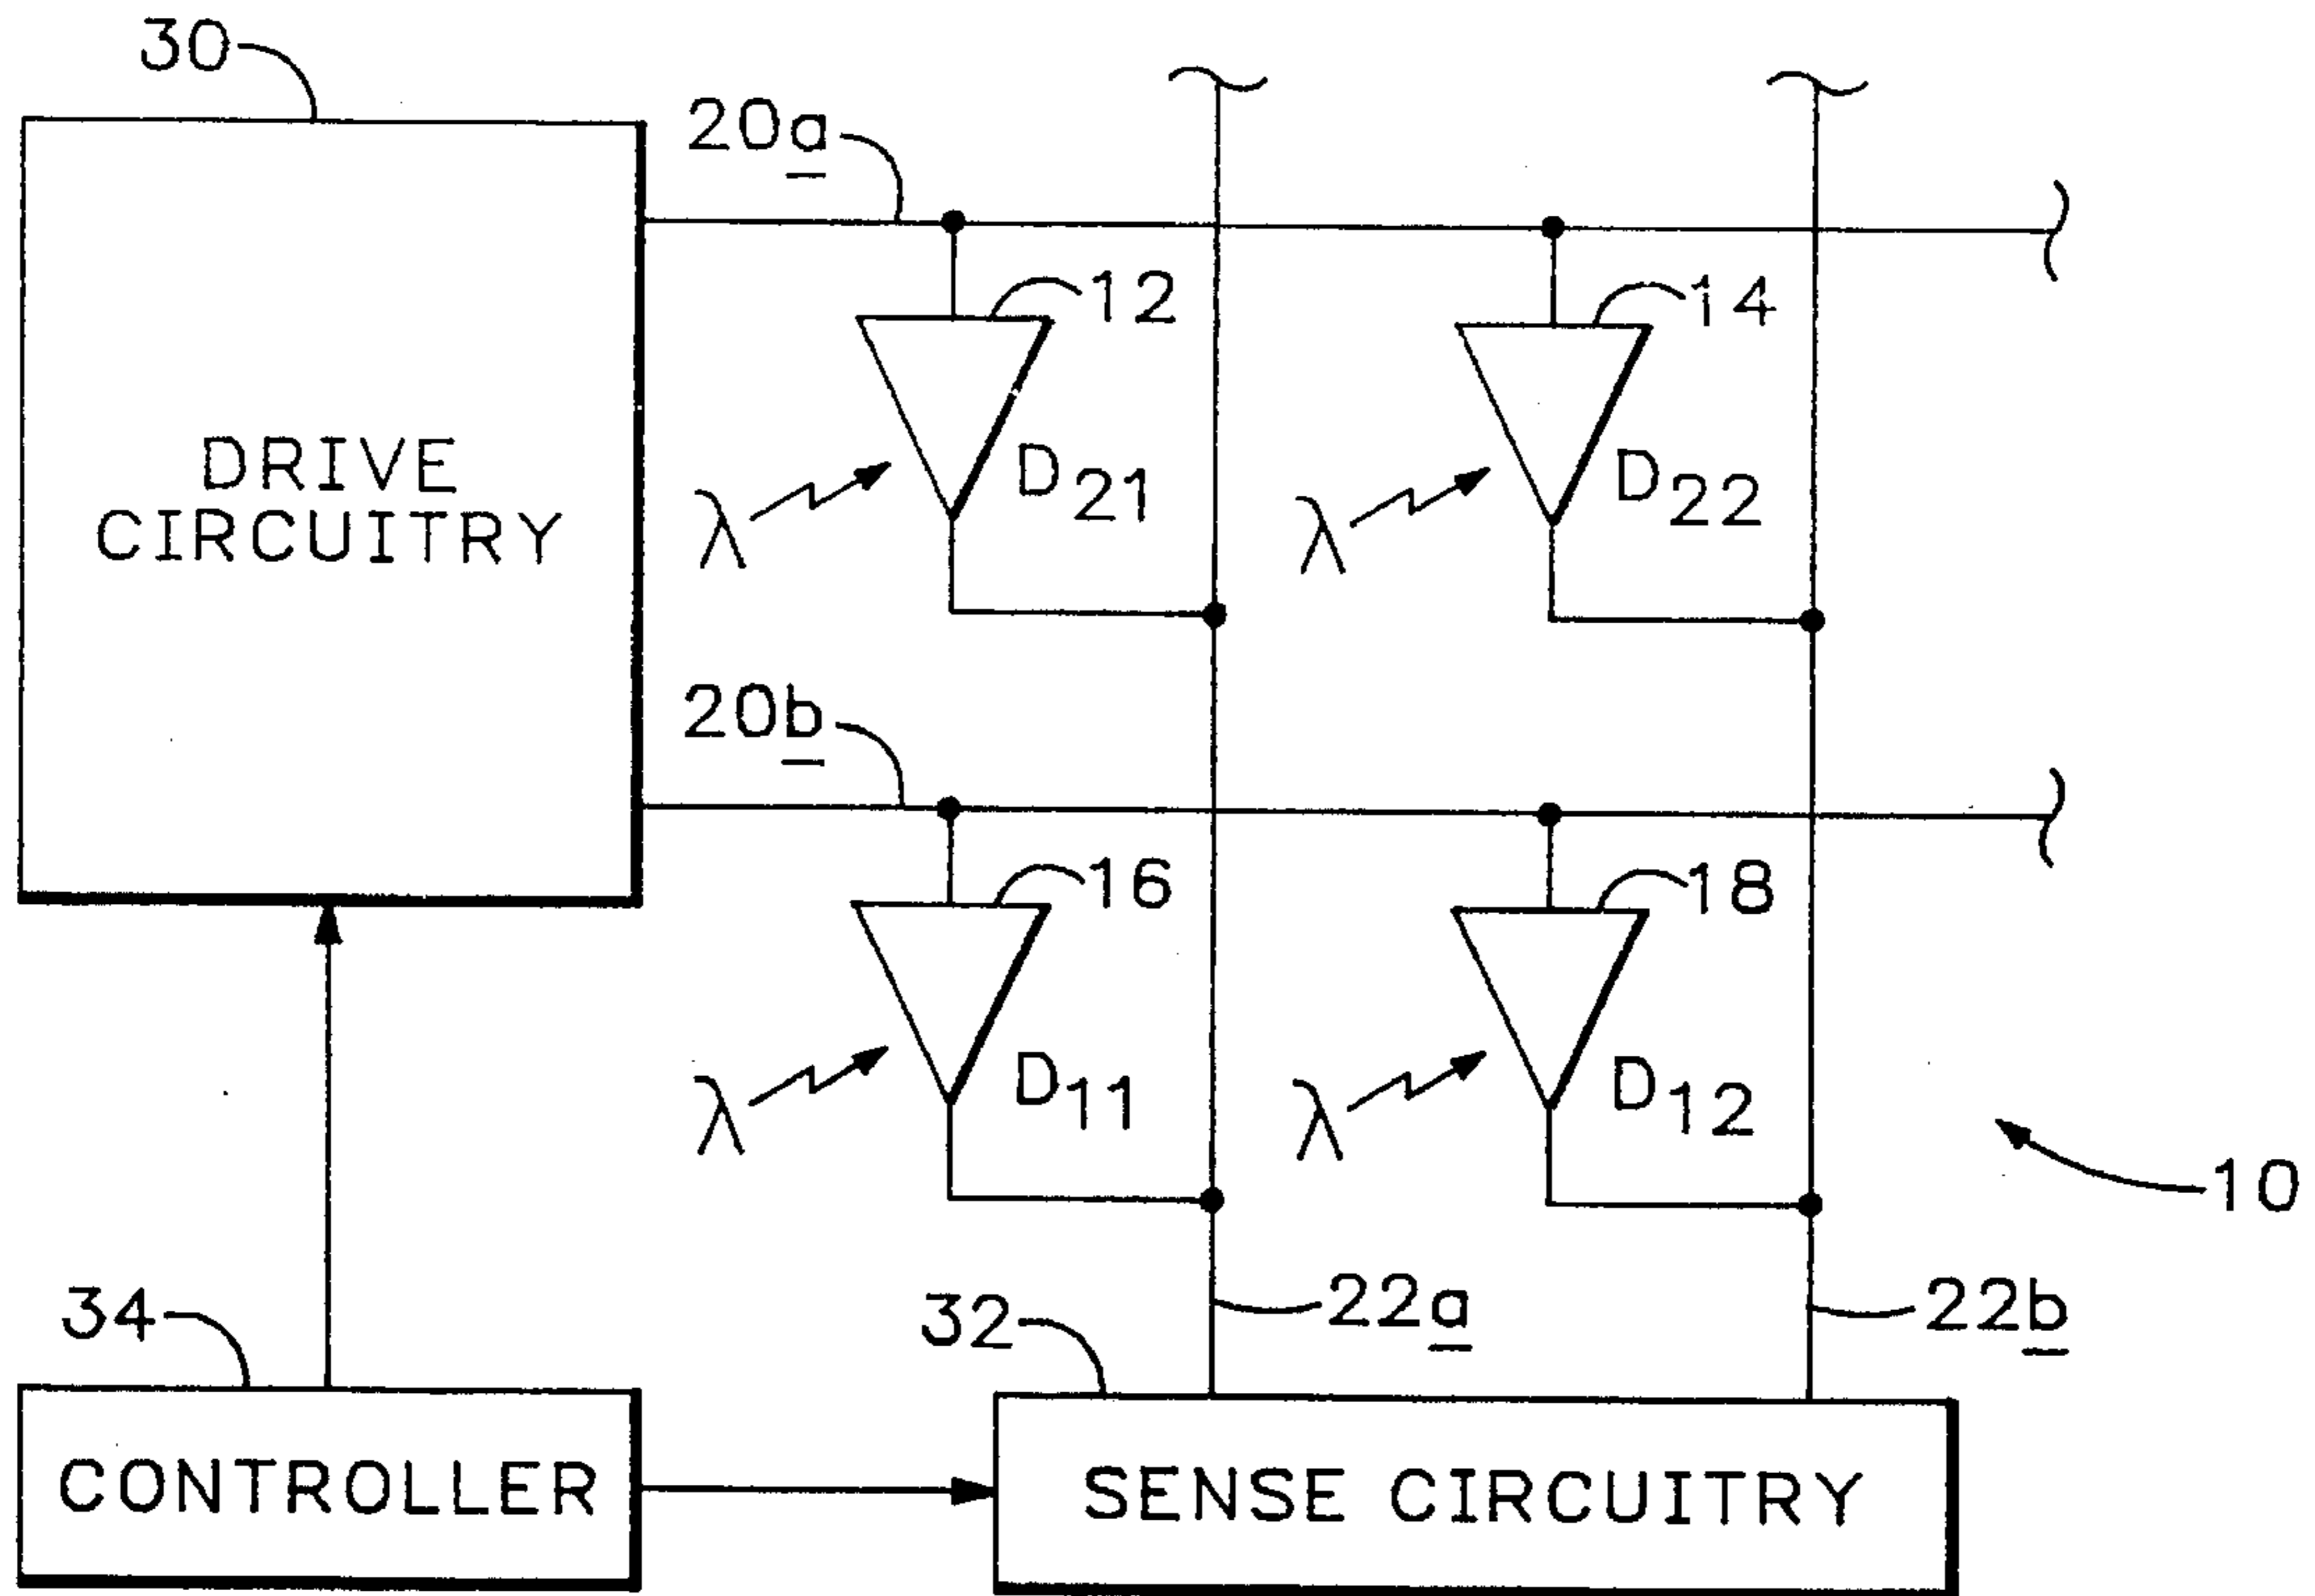 30
20a
12
14
DRIVE
CIRCUITRY
λ
D21
λ
D22
20b
16
18
λ
D11
λ
D12
10
34
32
22a
22b
CONTROLLER
SENSE CIRCUITRY